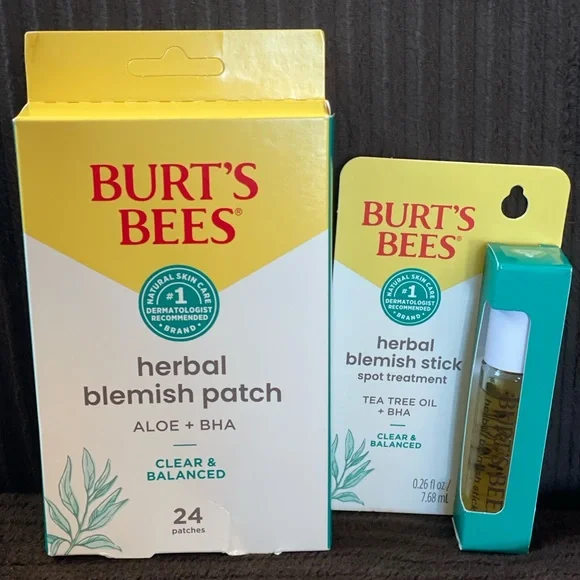 BURT'S
BEES®
NATURAL SKIN CARE
#1
DERMATOLOGIST
RECOMMENDED
BRAND
herbal
blemish patch
ALOE + BHA
CLEAR &
BALANCED
24
patches
BURT'S
BEES®
NATURAL SKIN CARE
#1
DERMATOLOGIST
RECOMMENDED
BRAND
herbal
blemish stick
spot treatment
TEA TREE OIL
+ BHA
CLEAR &
BALANCED
0.26 fl oz /
7.68 mL
BURT'S BEES